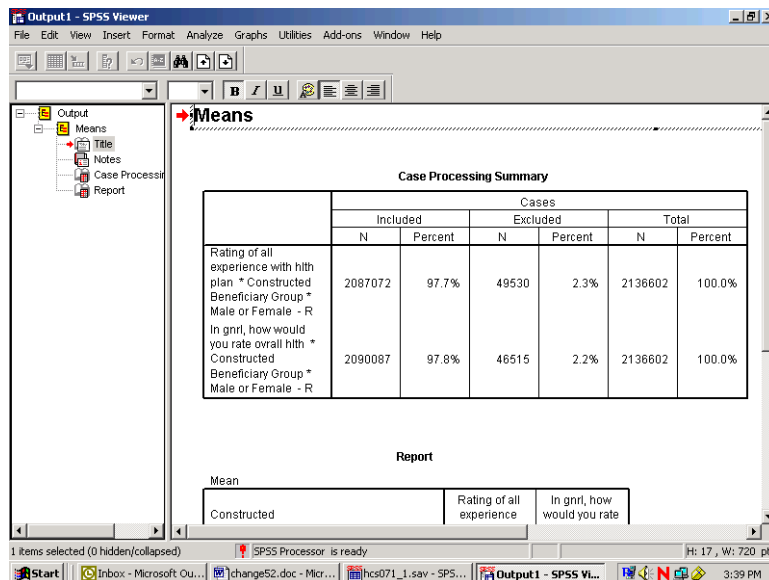 Output1 - SPSS Viewer
File Edit View Insert Format Analyze Graphs Utilities Add-ons Window Help
B I U
Output
Means
Title
Notes
Case Processin
Report
Means
Case Processing Summary
Cases
Included Excluded Total
N Percent N Percent N Percent
Rating of all
experience with hlth
plan * Constructed
Beneficiary Group *
Male or Female - R
2087072 97.7% 49530 2.3% 2136602 100.0%
In gnrl, how would
you rate ovrall hlth *
Constructed
Beneficiary Group *
Male or Female - R
2090087 97.8% 46515 2.2% 2136602 100.0%
Report
Mean
Constructed
Rating of all
experience
In gnrl, how
would you rate
1 items selected (0 hidden/collapsed) SPSS Processor is ready H: 17 , W: 720 pt
Start Inbox - Microsoft Ou... change52.doc - Micr... hcs071_1.sav - SPS... Output1 - SPSS Vi... 3:39 PM